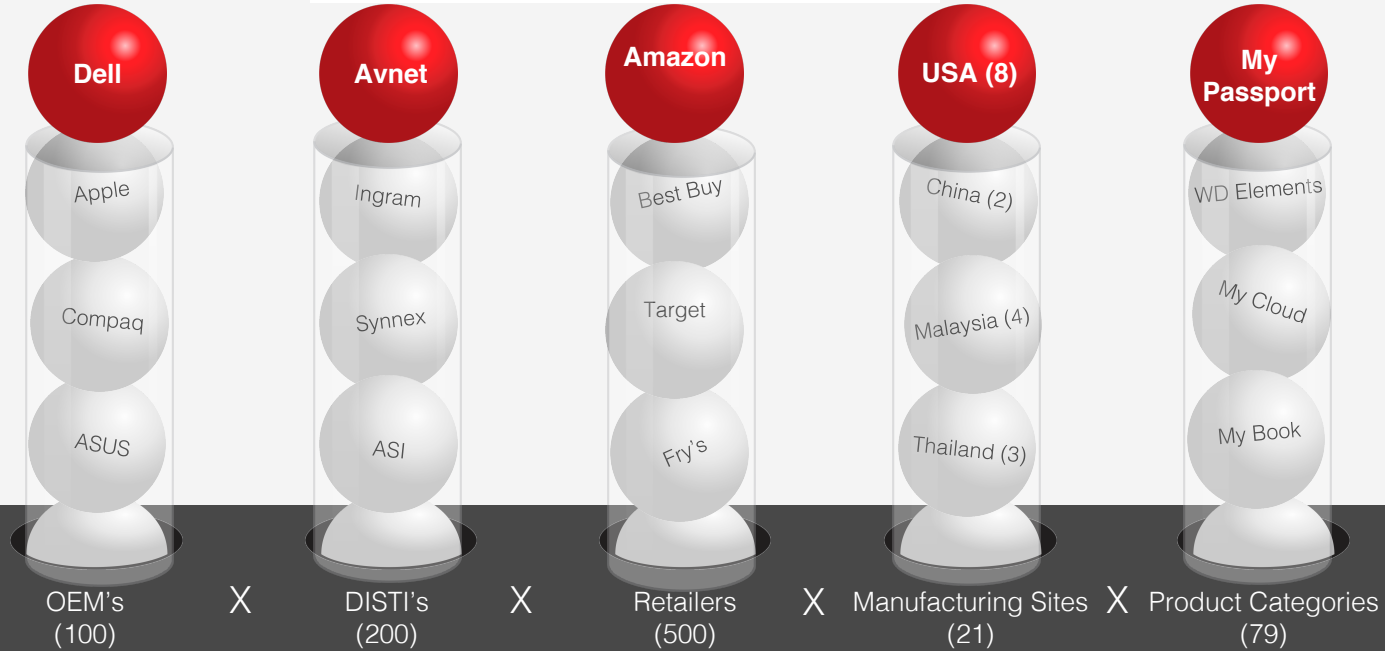 Dell
Avnet
Amazon
USA (8)
My
Passport
Apple
Ingram
Best Buy
China (2)
WD Elements
Compaq
Synnex
Target
Malaysia (4)
My Cloud
ASUS
ASI
Fry's
Thailand (3)
My Book
OEM's X DISTI's X Retailers X Manufacturing Sites X Product Categories
(100) (200) (500) (21) (79)